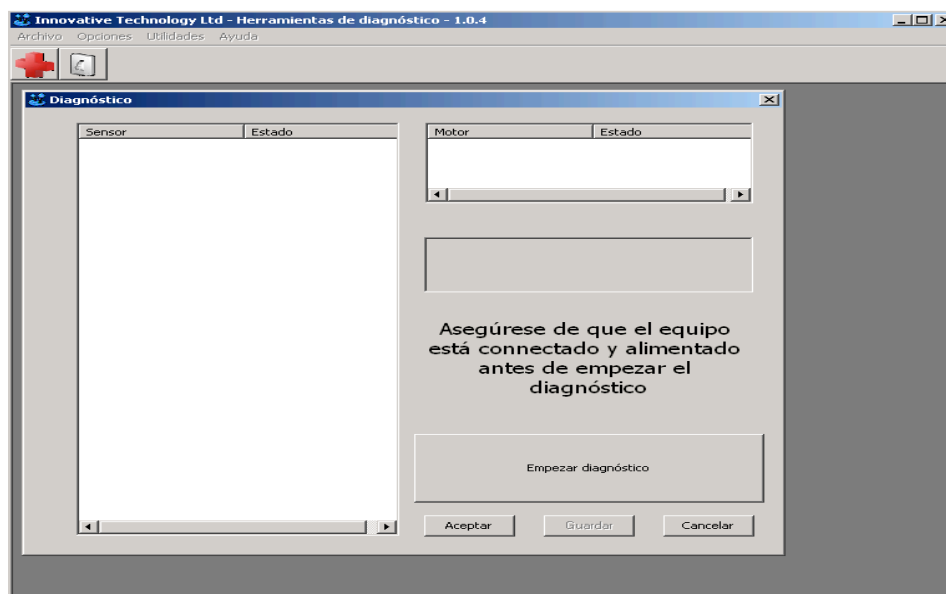 Innovative Technology Ltd - Herramientas de diagnóstico - 1.0.4
Archivo Opciones Utilidades Ayuda
Diagnóstico
Sensor Estado
Motor Estado
Asegúrese de que el equipo
está connectado y alimentado
antes de empezar el
diagnóstico
Empezar diagnóstico
Aceptar Guardar Cancelar